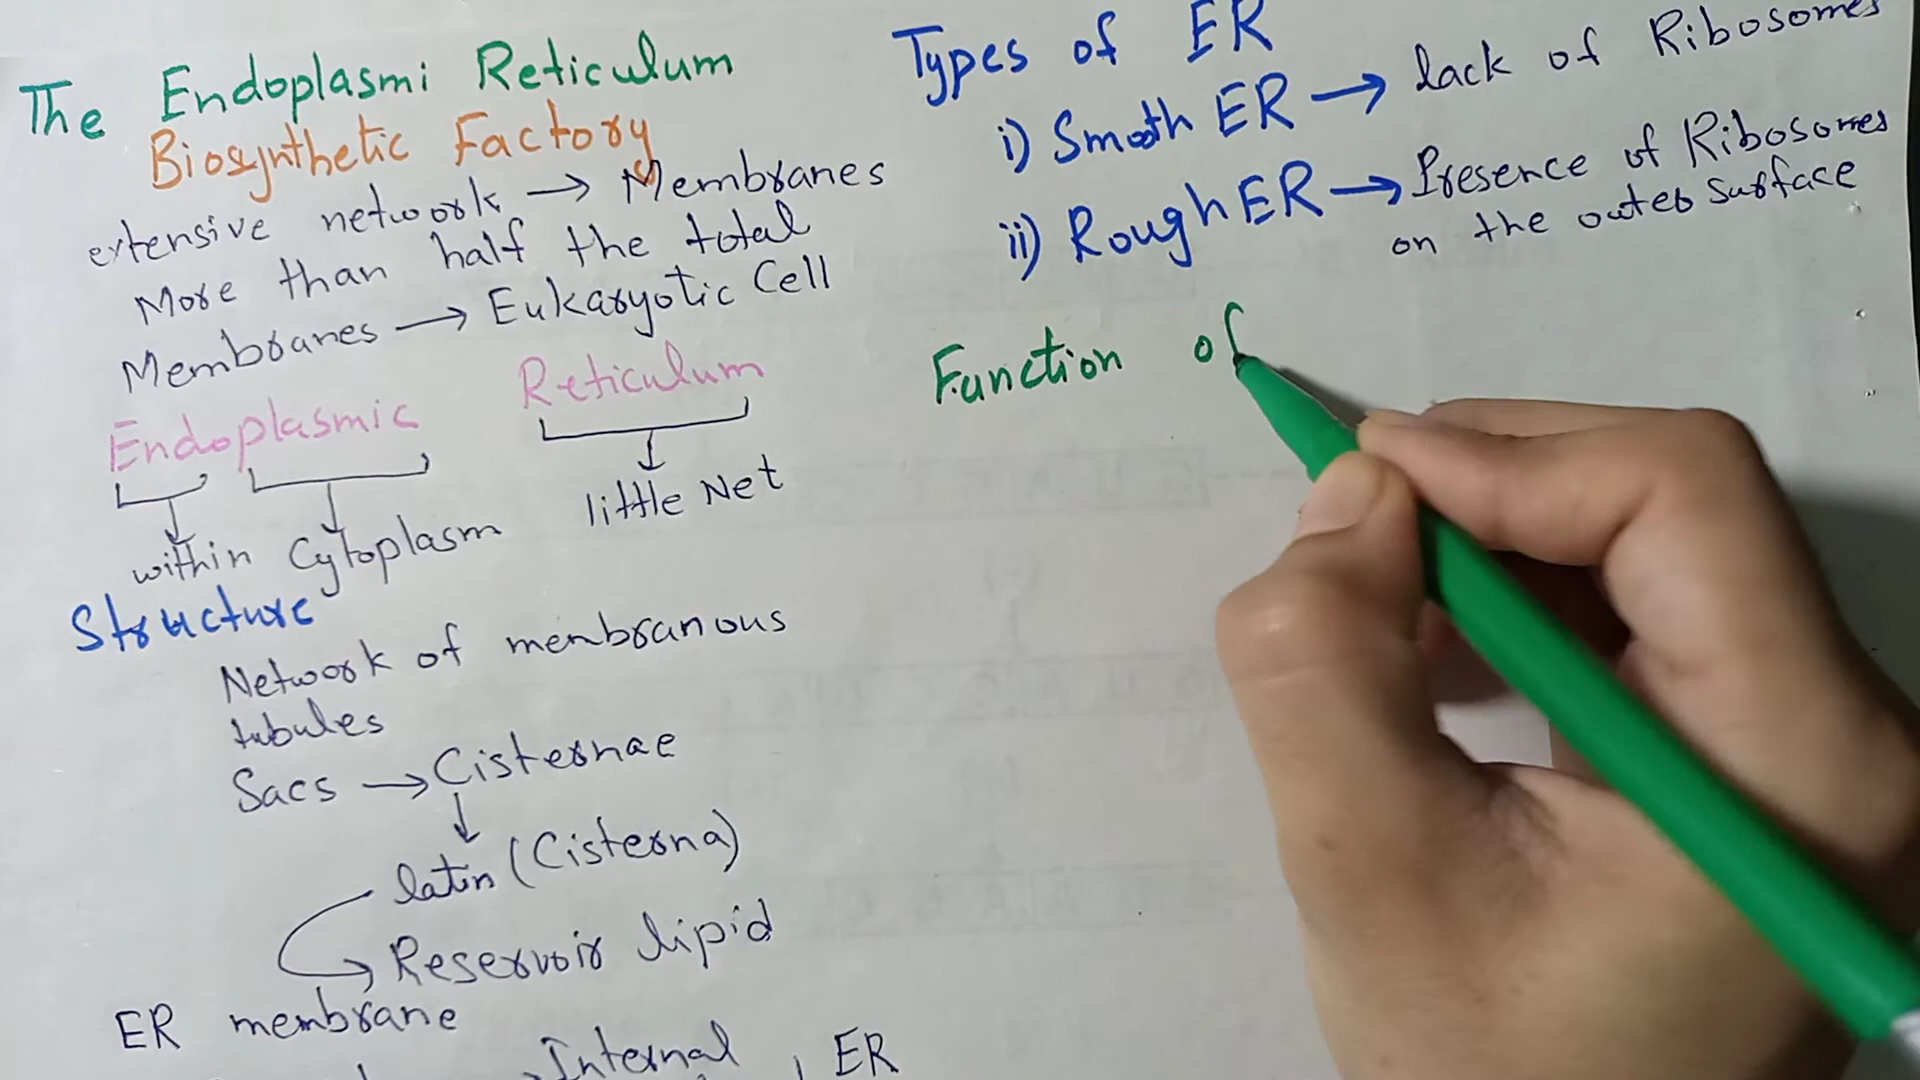 The Endoplasmi Reticulum
Biosynthetic Factory
extensive network → Membranes
More than half the total
Membranes → Eukaryotic Cell
Endoplasmic Reticulum
within Cytoplasm little Net
Structure
Network of membranous
tubules
Sacs → Cisternae
latin (Cisterna)
Reservoir lipid
ER membrane
Internal ER
Types of ER
i) Smooth ER → lack of Ribosomes
ii) Rough ER → Presence of Ribosomes
on the outer surface
Function of